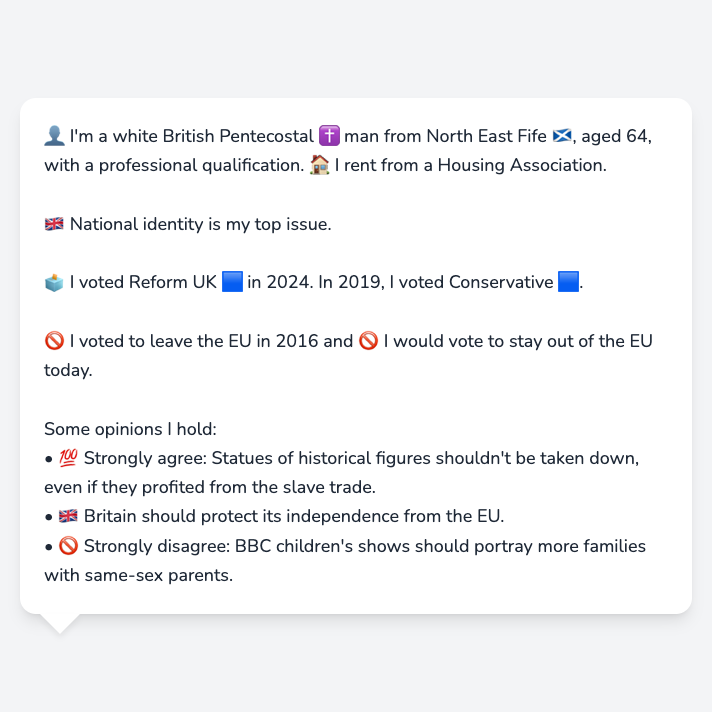 👤 I'm a white British Pentecostal ✝️ man from North East Fife 🏴󠁧󠁢󠁳󠁣󠁴󠁿, aged 64,
with a professional qualification. 🏠 I rent from a Housing Association.
🇬🇧 National identity is my top issue.
🗳️ I voted Reform UK 🟦 in 2024. In 2019, I voted Conservative 🟦.
🚫 I voted to leave the EU in 2016 and 🚫 I would vote to stay out of the EU
today.
Some opinions I hold:
• 💯 Strongly agree: Statues of historical figures shouldn't be taken down,
even if they profited from the slave trade.
• 🇬🇧 Britain should protect its independence from the EU.
• 🚫 Strongly disagree: BBC children's shows should portray more families
with same-sex parents.